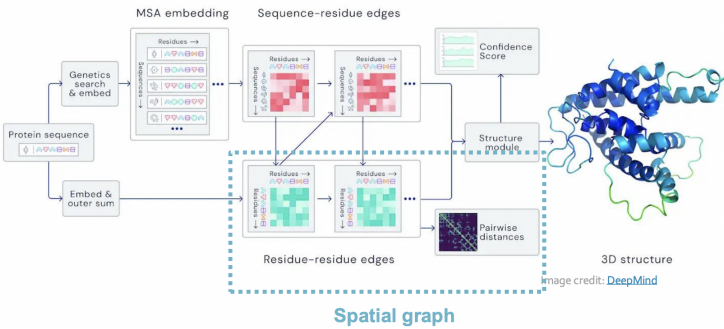 MSA embedding
Sequence-residue edges
Residues →
Sequences →
•••
•••
Residues →
Sequences →
Residues →
Sequences →
•••
Confidence
Score
Genetics
search
& embed
Protein sequence
Structure
module
Embed &
outer sum
Residues →
Residues →
Residues →
Residues →
•••
Pairwise
distances
Residue-residue edges
3D structure
Image credit: DeepMind
Spatial graph